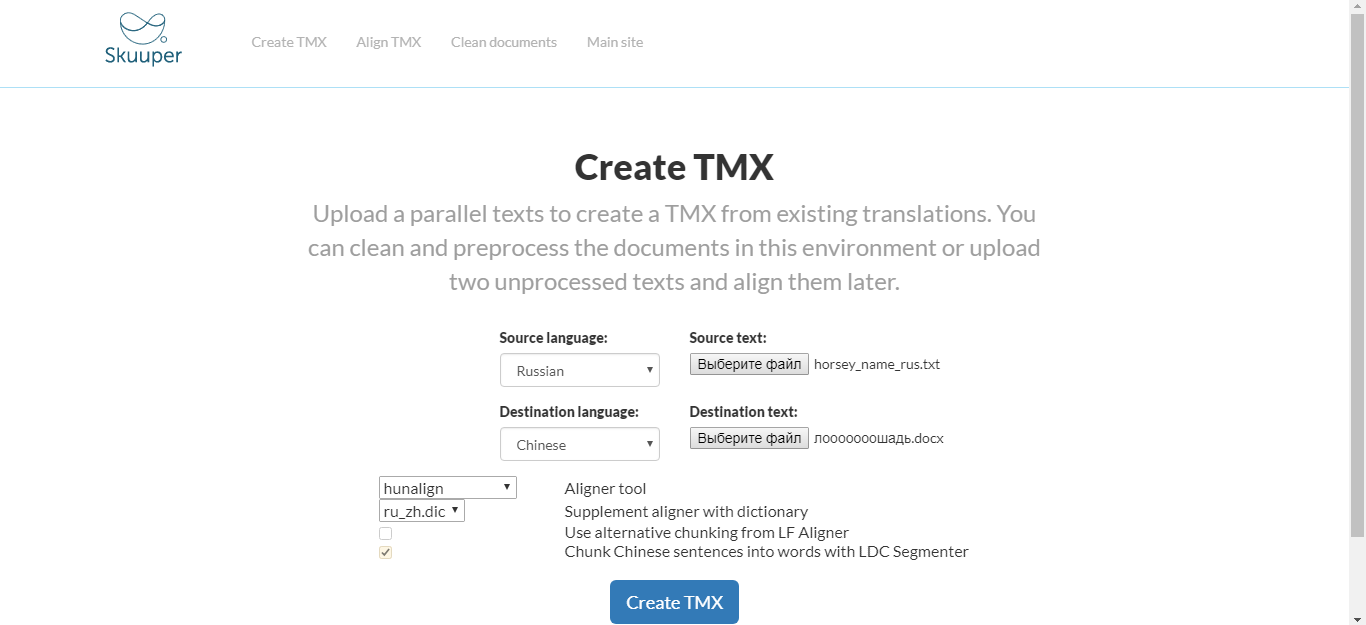 Skuuper
Create TMX
Align TMX
Clean documents
Main site
Create TMX
Upload a parallel texts to create a TMX from existing translations. You
can clean and preprocess the documents in this environment or upload
two unprocessed texts and align them later.
Source language:
Source text:
Russian
Выберите файл horsey_name_rus.txt
Destination language:
Destination text:
Chinese
Выберите файл лооооооошадь.docx
hunalign
Aligner tool
ru_zh.dic
Supplement aligner with dictionary
Use alternative chunking from LF Aligner
Chunk Chinese sentences into words with LDC Segmenter
Create TMX